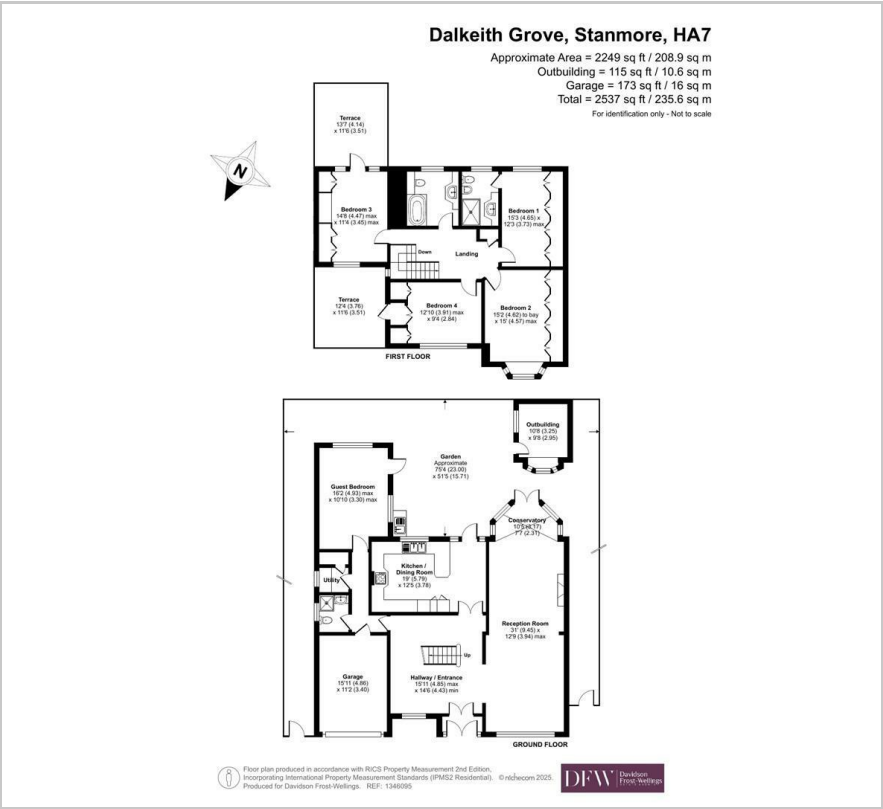 Dalkeith Grove, Stanmore, HA7
Approximate Area = 2249 sq ft / 208.9 sq m
Outbuilding = 115 sq ft / 10.6 sq m
Garage = 173 sq ft / 16 sq m
Total = 2537 sq ft / 235.6 sq m
For identification only - Not to scale
N
Terrace
13'7 (4.14)
x 11'6 (3.51)
Bedroom 3
14'8 (4.47) max
x 11'4 (3.45) max
Bedroom 1
15'3 (4.65) x
12'3 (3.73) max
Down
Landing
Terrace
12'4 (3.76)
x 11'6 (3.51)
Bedroom 4
12'10 (3.91) max
x 9'4 (2.84)
Bedroom 2
15'2 (4.62) to bay
x 15' (4.57) max
FIRST FLOOR
Outbuilding
10'8 (3.25)
x 9'8 (2.95)
Garden
Approximate
75'4 (23.00)
x 51'5 (15.71)
Guest Bedroom
16'2 (4.93) max
x 10'10 (3.30) max
Conservatory
10'5 (3.17)
7'7 (2.31)
Kitchen /
Dining Room
19' (5.79)
x 12'5 (3.78)
Utility
Reception Room
31' (9.45) x
12'9 (3.94) max
Up
Garage
15'11 (4.86)
x 11'2 (3.40)
Hallway / Entrance
15'11 (4.85) max
x 14'6 (4.43) min
GROUND FLOOR
Floor plan produced in accordance with RICS Property Measurement 2nd Edition,
Incorporating International Property Measurement Standards (IPMS2 Residential). ©nichecom 2025.
Produced for Davidson Frost-Wellings. REF: 1346095
DFW
Davidson
Frost-Wellings